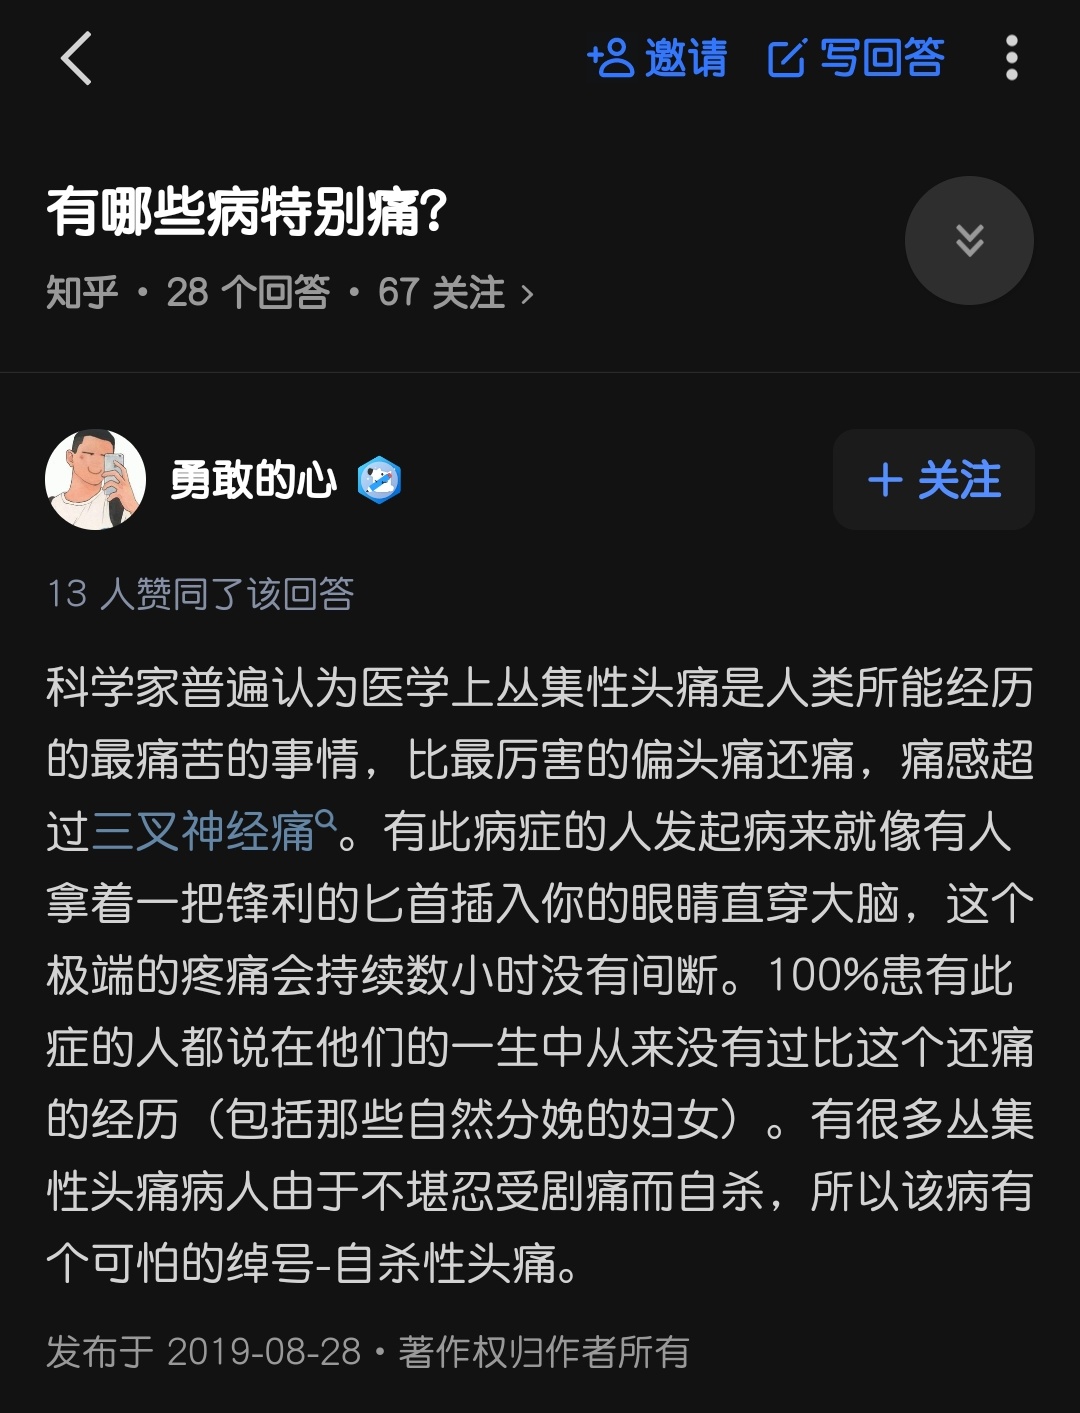 邀请 写回答
有哪些病特别痛?
知乎 · 28 个回答 · 67 关注 >
勇敢的心
+ 关注
13 人赞同了该回答
科学家普遍认为医学上丛集性头痛是人类所能经历
的最痛苦的事情，比最厉害的偏头痛还痛，痛感超
过三叉神经痛。有此病症的人发起病来就像有人
拿着一把锋利的匕首插入你的眼睛直穿大脑，这个
极端的疼痛会持续数小时没有间断。100%患有此
症的人都说在他们的一生中从来没有过比这个还痛
的经历（包括那些自然分娩的妇女）。有很多丛集
性头痛病人由于不堪忍受剧痛而自杀，所以该病有
个可怕的绰号-自杀性头痛。
发布于 2019-08-28 · 著作权归作者所有